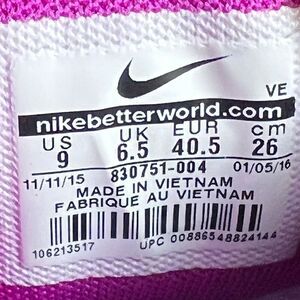 VE
nikebetterworld.com
US UK EUR cm
9 6.5 40.5 26
11/11/15 830751-004 01/05/16
MADE IN VIETNAM
FABRIQUE AU VIETNAM
106213517 UPC 00886548824144